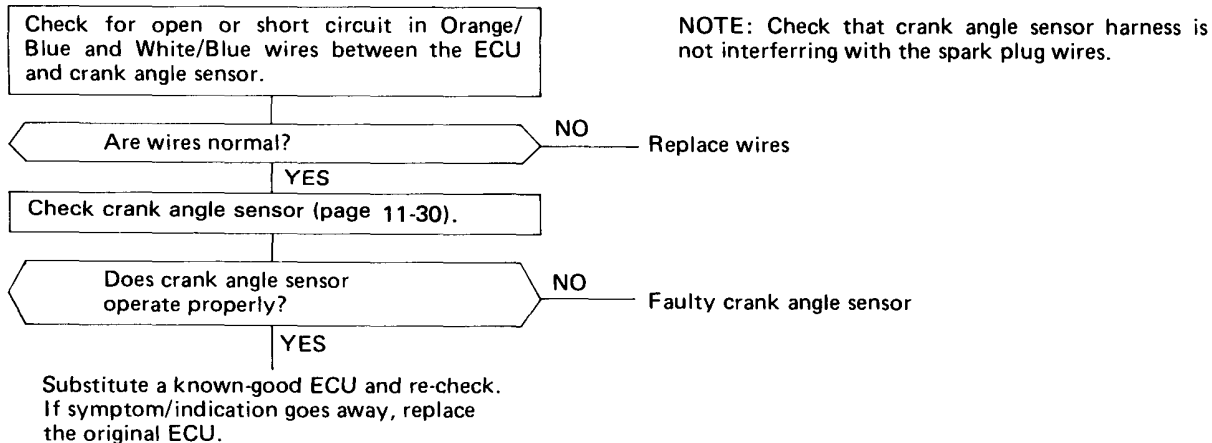 Check for open or short circuit in Orange/
Blue and White/Blue wires between the ECU
and crank angle sensor.
NOTE: Check that crank angle sensor harness is
not interferring with the spark plug wires.
Are wires normal?
NO
Replace wires
YES
Check crank angle sensor (page 11-30).
Does crank angle sensor
operate properly?
NO
Faulty crank angle sensor
YES
Substitute a known-good ECU and re-check.
If symptom/indication goes away, replace
the original ECU.